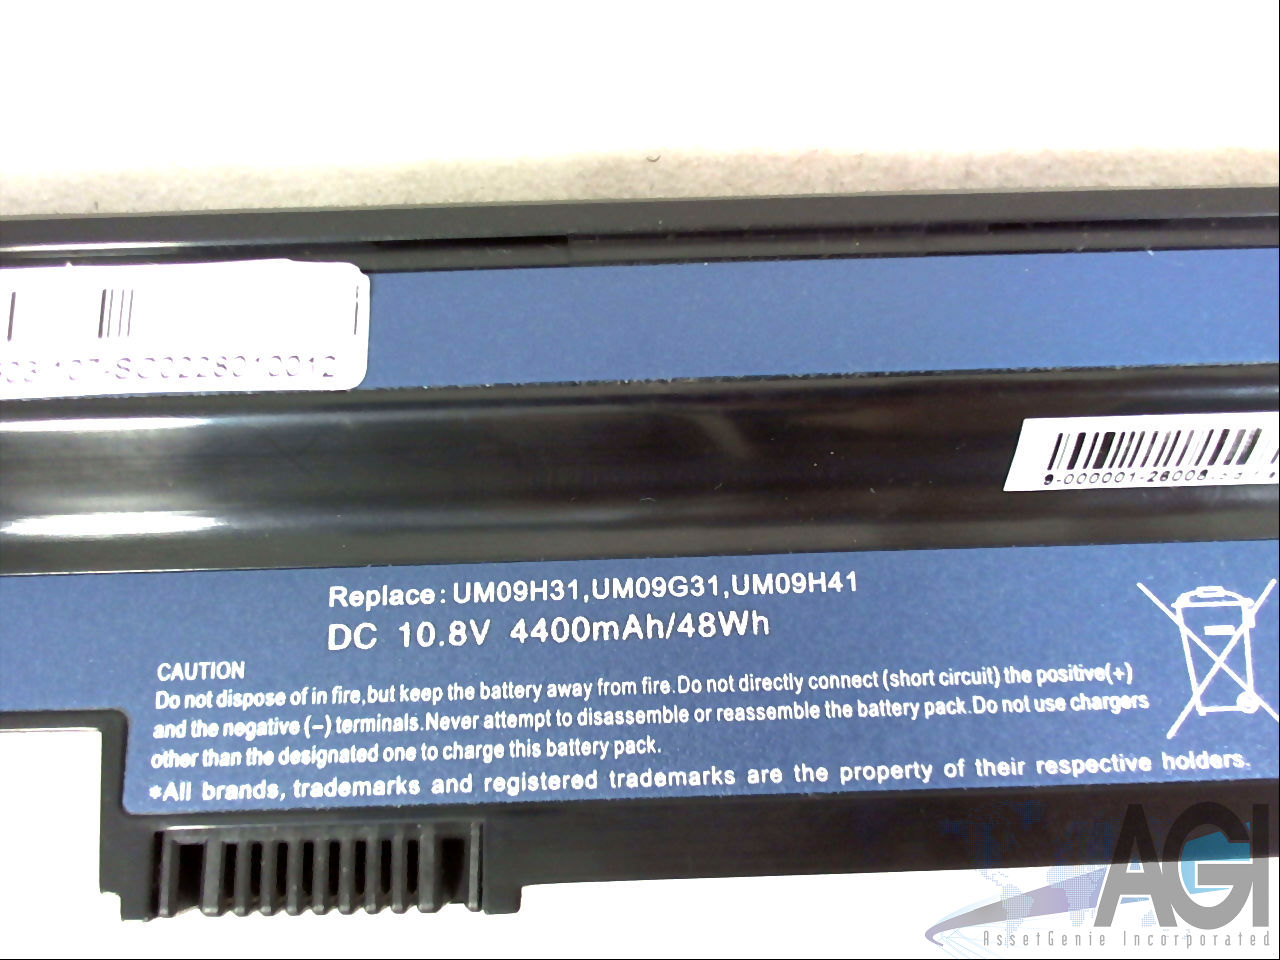 107-SC0228010012
9-000001-26008
Replace: UM09H31,UM09G31,UM09H41
DC 10.8V 4400mAh/48Wh
CAUTION
Do not dispose of in fire,but keep the battery away from fire.Do not directly connect (short circuit) the positive(+)
and the negative (−) terminals.Never attempt to disassemble or reassemble the battery pack.Do not use chargers
other than the designated one to charge this battery pack.
*All brands, trademarks and registered trademarks are the property of their respective holders.
AGI
AssetGenie Incorporated